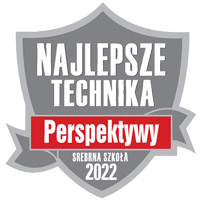 NAJLEPSZE
TECHNIKA
Perspektywy
SREBRNA SZKOŁA
2022